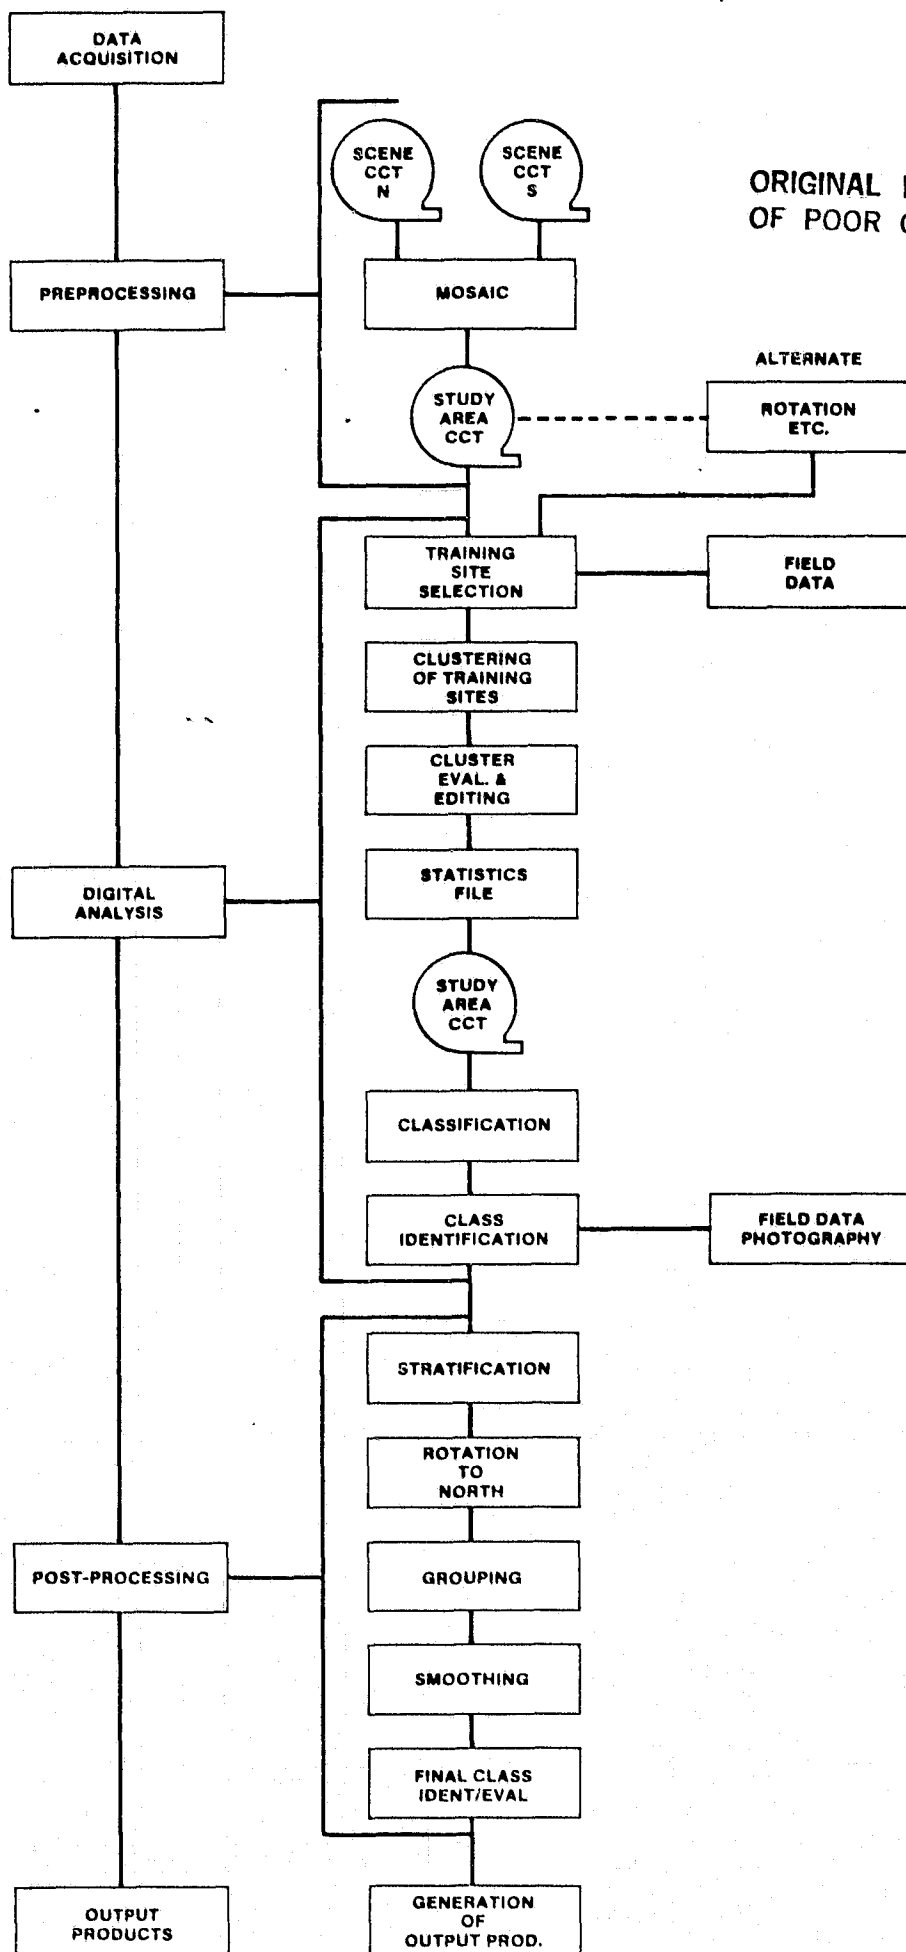 DATA
ACQUISITION
SCENE
CCT
N
SCENE
CCT
S
ORIGINAL
OF POOR
PREPROCESSING
MOSAIC
ALTERNATE
STUDY
AREA
CCT
ROTATION
ETC.
TRAINING
SITE
SELECTION
FIELD
DATA
CLUSTERING
OF TRAINING
SITES
CLUSTER
EVAL. &
EDITING
DIGITAL
ANALYSIS
STATISTICS
FILE
STUDY
AREA
CCT
CLASSIFICATION
CLASS
IDENTIFICATION
FIELD DATA
PHOTOGRAPHY
STRATIFICATION
ROTATION
TO
NORTH
POST-PROCESSING
GROUPING
SMOOTHING
FINAL CLASS
IDENT/EVAL
OUTPUT
PRODUCTS
GENERATION
OF
OUTPUT PROD.